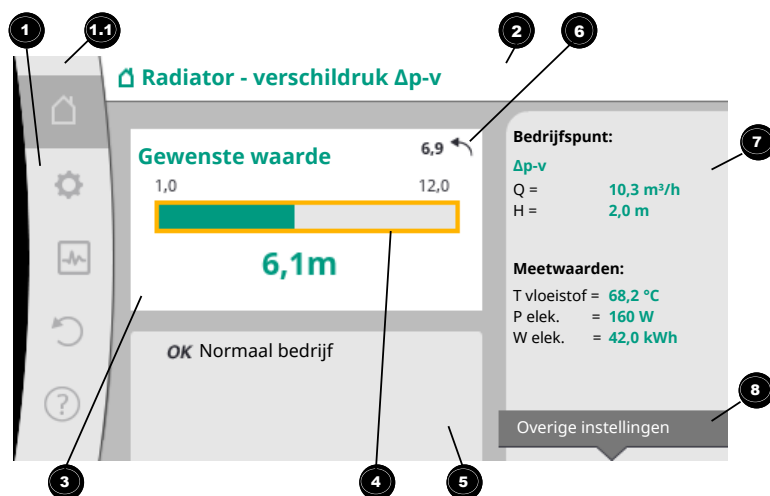 1
1.1
2
6
Radiator - verschildruk Δp-v
Gewenste waarde
6,9
1,0
12,0
6,1m
OK Normaal bedrijf
Bedrijfspunt:
7
Δp-v
Q = 10,3 m³/h
H = 2,0 m
Meetwaarden:
T vloeistof = 68,2 °C
P elek. = 160 W
W elek. = 42,0 kWh
8
Overige instellingen
3
4
5
?